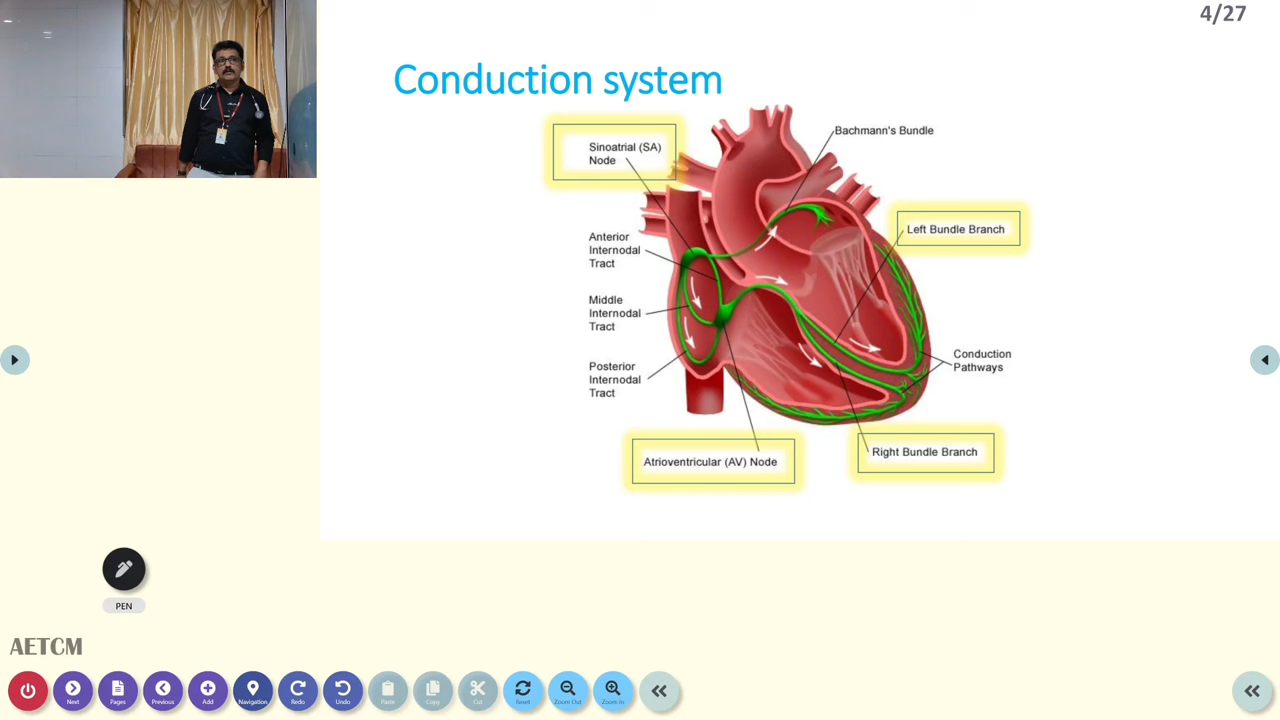 4/27
Conduction system
Sinoatrial (SA)
Node
Bachmann's Bundle
Left Bundle Branch
Anterior
Internodal
Tract
Middle
Internodal
Tract
Posterior
Internodal
Tract
Conduction
Pathways
Right Bundle Branch
Atrioventricular (AV) Node
PEN
AETCM
Next
Pages
Previous
Add
Navigation
Redo
Undo
Paste
Copy
Cut
Reset
Zoom Out
Zoom In